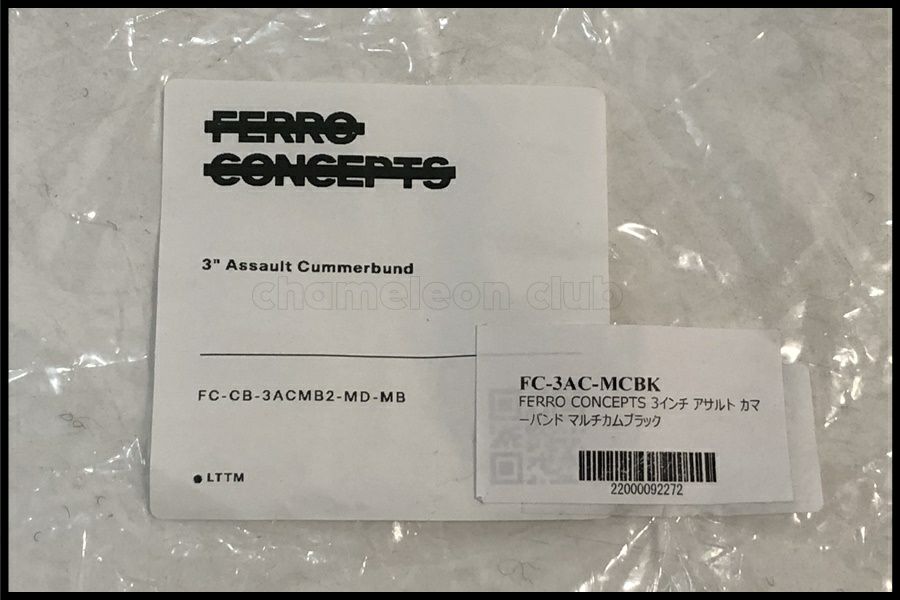 FERRO
CONCEPTS
3" Assault Cummerbund
chameleon club
FC-CB-3ACMB2-MD-MB
LTTM
FC-3AC-MCBK
FERRO CONCEPTS 3インチ アサルト カマ
ーバンド マルチカムブラック
22000092272